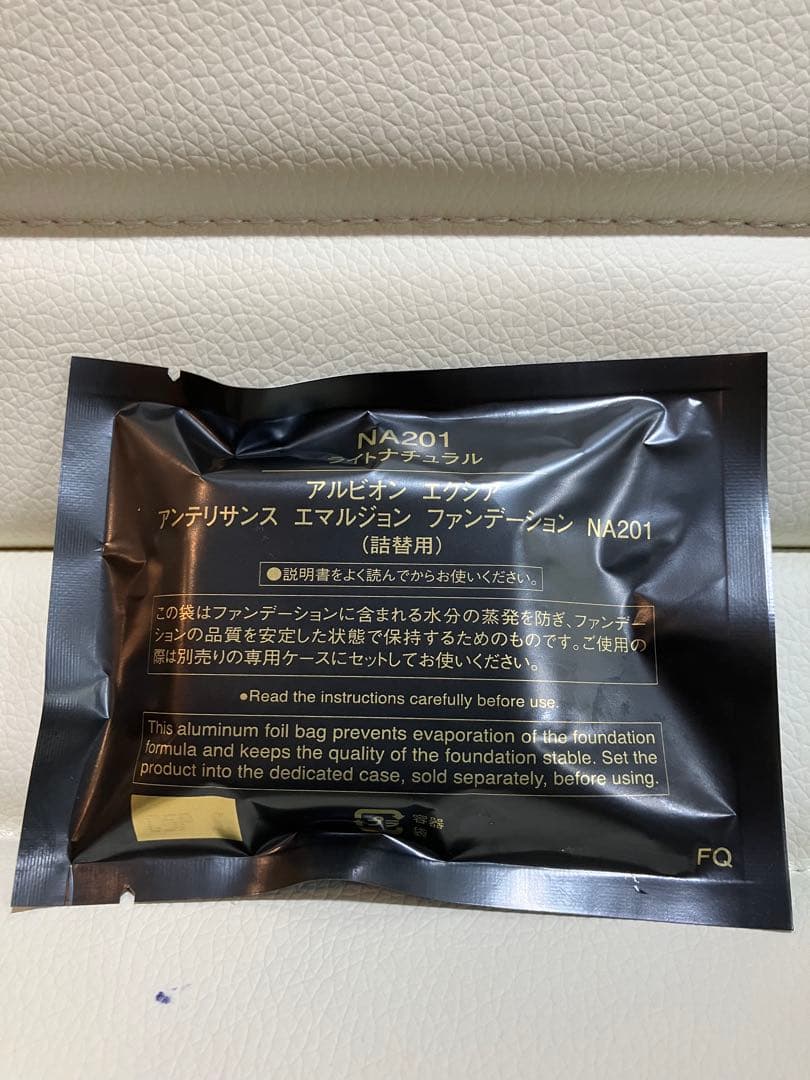 NA201
ライトナチュラル
アルビオン エクシア
アンテリサンス エマルジョン ファンデーション NA201
(詰替用)
●説明書をよく読んでからお使いください。
この袋はファンデーションに含まれる水分の蒸発を防ぎ、ファンデー
ションの品質を安定した状態で保持するためのものです。ご使用の
際は別売りの専用ケースにセットしてお使いください。
●Read the instructions carefully before use.
This aluminum foil bag prevents evaporation of the foundation
formula and keeps the quality of the foundation stable. Set the
product into the dedicated case, sold separately, before using.
FQ